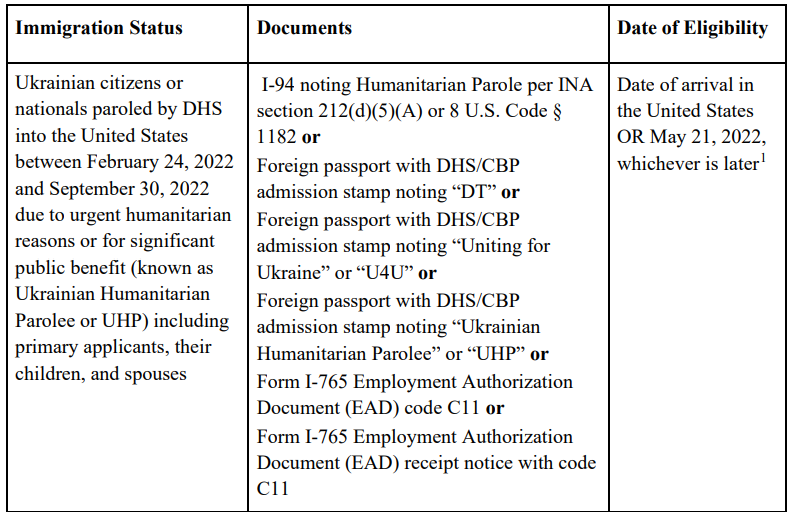 Immigration Status
Documents
Date of Eligibility
Ukrainian citizens or
nationals paroled by DHS
into the United States
between February 24, 2022
and September 30, 2022
due to urgent humanitarian
reasons or for significant
public benefit (known as
Ukrainian Humanitarian
Parolee or UHP) including
primary applicants, their
children, and spouses
I-94 noting Humanitarian Parole per INA
section 212(d)(5)(A) or 8 U.S. Code §
1182 or
Foreign passport with DHS/CBP
admission stamp noting “DT” or
Foreign passport with DHS/CBP
admission stamp noting “Uniting for
Ukraine” or “U4U” or
Foreign passport with DHS/CBP
admission stamp noting “Ukrainian
Humanitarian Parolee” or “UHP” or
Form I-765 Employment Authorization
Document (EAD) code C11 or
Form I-765 Employment Authorization
Document (EAD) receipt notice with code
C11
Date of arrival in
the United States
OR May 21, 2022,
whichever is later1